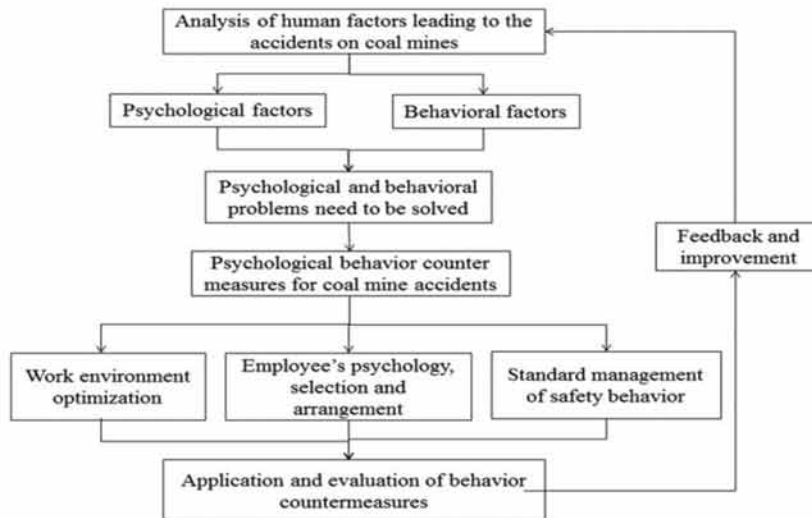 Analysis of human factors leading to the
accidents on coal mines
Psychological factors
Behavioral factors
Psychological and behavioral
problems need to be solved
Feedback and
improvement
Psychological behavior counter
measures for coal mine accidents
Work environment
optimization
Employee's psychology,
selection and
arrangement
Standard management
of safety behavior
Application and evaluation of behavior
countermeasures